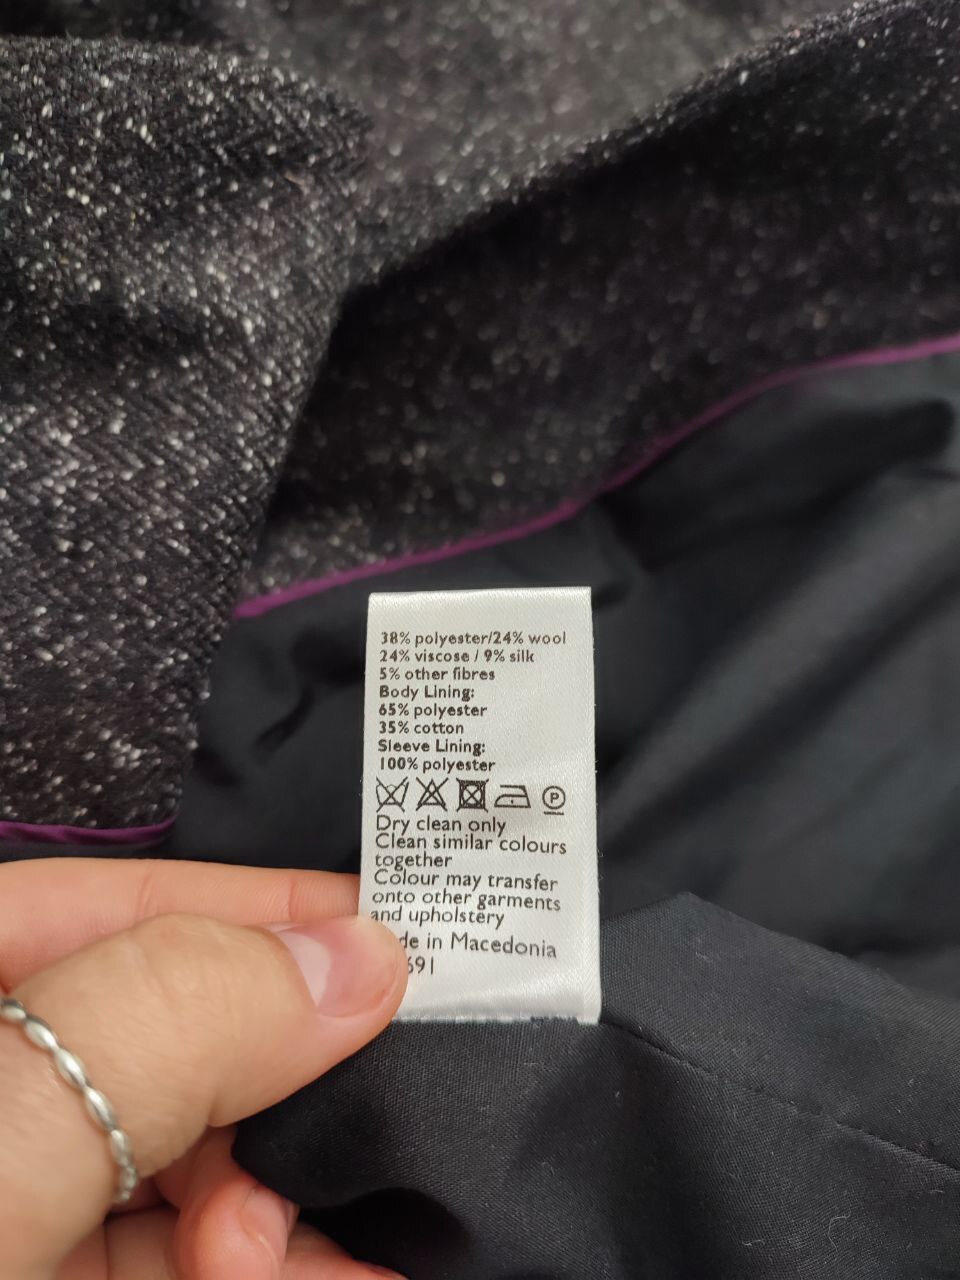 38% polyester/24% wool
24% viscose / 9% silk
5% other fibres
Body Lining:
65% polyester
35% cotton
Sleeve Lining:
100% polyester
P
Dry clean only
Clean similar colours
together
Colour may transfer
onto other garments
and upholstery
in Macedonia